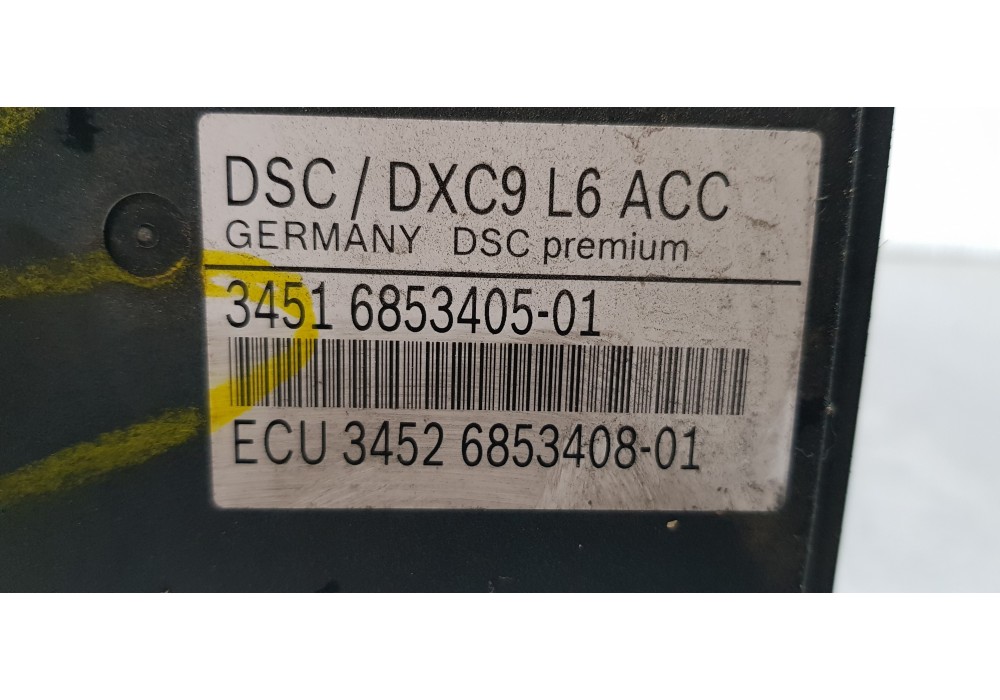 DSC / DXC9 L6 ACC
GERMANY DSC premium
3451 6853405-01
ECU 3452 6853408-01